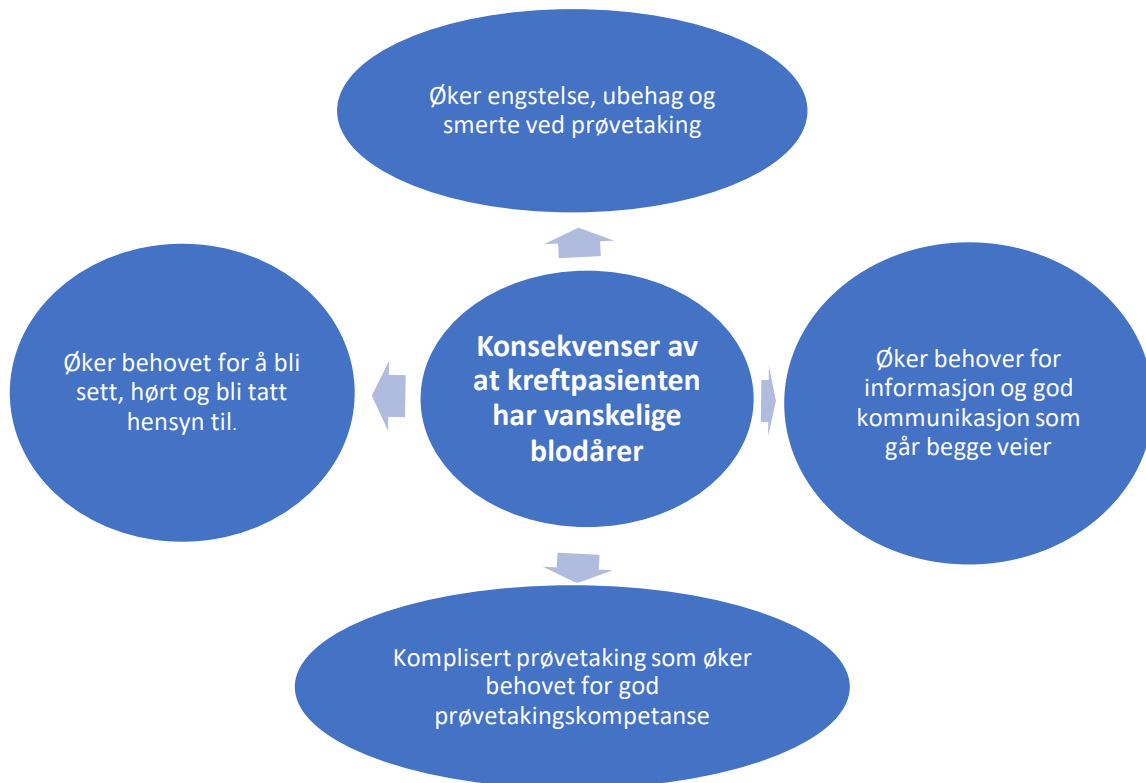 Øker engstelse, ubehag og
smerte ved prøvetaking
Øker behovet for å bli
sett, hørt og bli tatt
hensyn til.
Konsekvenser av
at kreftpasienten
har vanskelige
blodårer
Øker behover for
informasjon og god
kommunikasjon som
går begge veier
Komplisert prøvetaking som øker
behovet for god
prøvetakingskompetanse